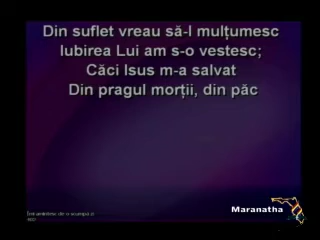 Din suflet vreau să-I mulțumesc
Iubirea Lui am s-o vestesc;
Căci Isus m-a salvat
Din pragul morții, din păc
Maranatha